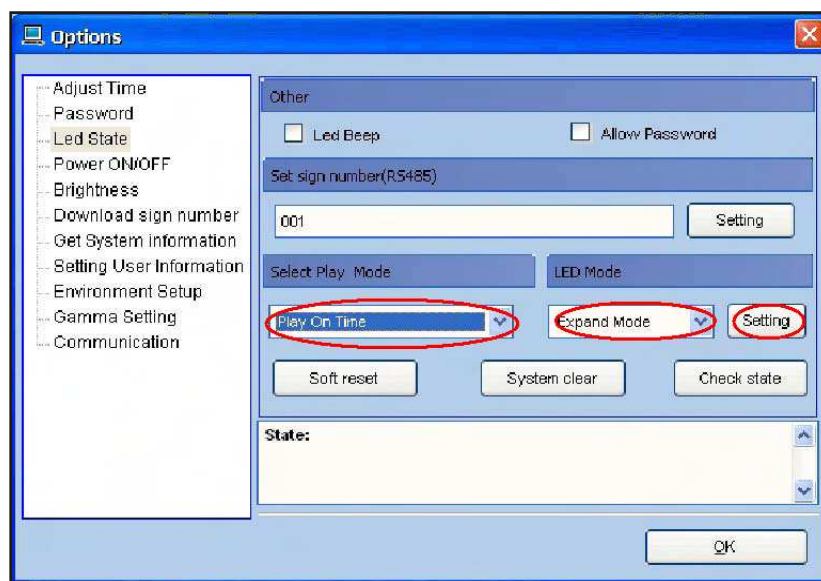 Options
Adjust Time
Password
Led State
Power ON/OFF
Brightness
Download sign number
Get System information
Setting User Information
Environment Setup
Gamma Setting
Communication
Other
Led Beep
Allow Password
Set sign number(RS485)
001
Setting
Select Play Mode
LED Mode
Play On Time
Expand Mode
Setting
Soft reset
System clear
Check state
State:
OK